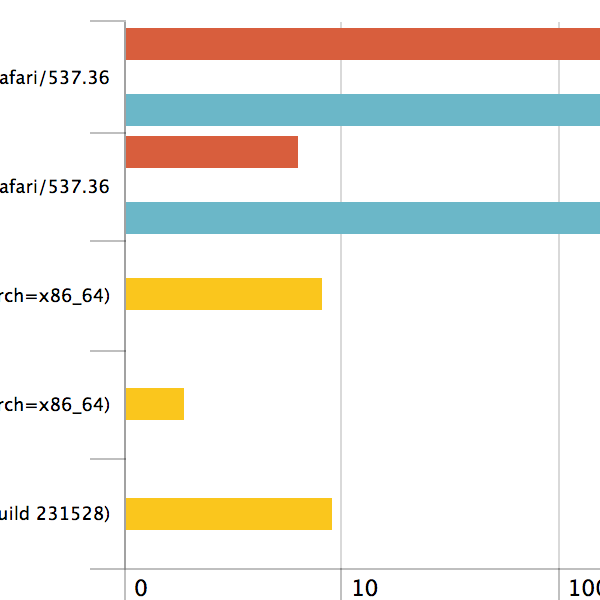 afari/537.36
afari/537.36
rch=x86_64)
rch=x86_64)
uild 231528)
0 10 100